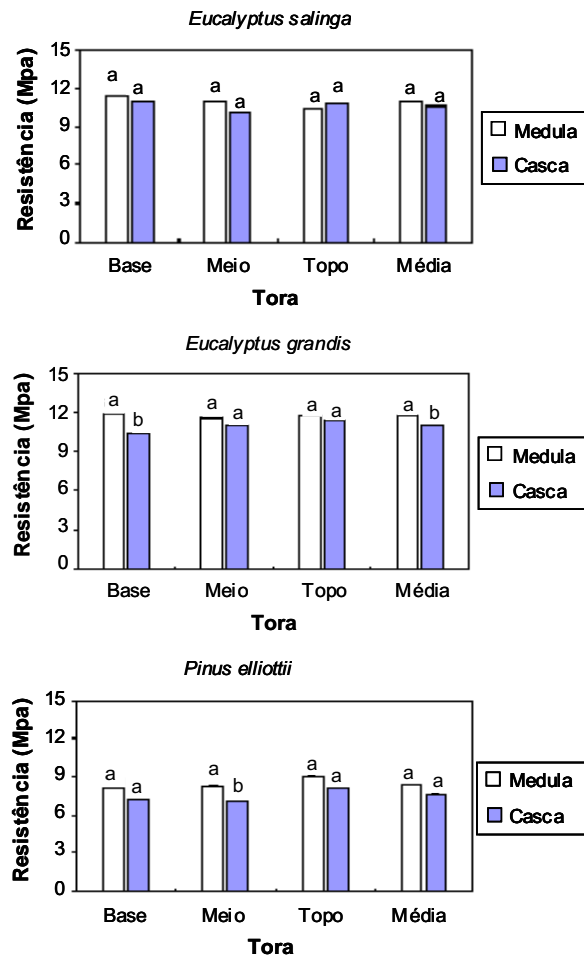 Eucalyptus salinga
Resistência (Mpa)
15
12
9
6
3
0
a a a a a a a a
Base Meio Topo Média
Tora
Medula
Casca
Eucalyptus grandis
Resistência (Mpa)
15
12
9
6
3
0
a b a a a a a b
Base Meio Topo Média
Tora
Medula
Casca
Pinus elliottii
Resistência (Mpa)
15
12
9
6
3
0
a a a b a a a a
Base Meio Topo Média
Tora
Medula
Casca